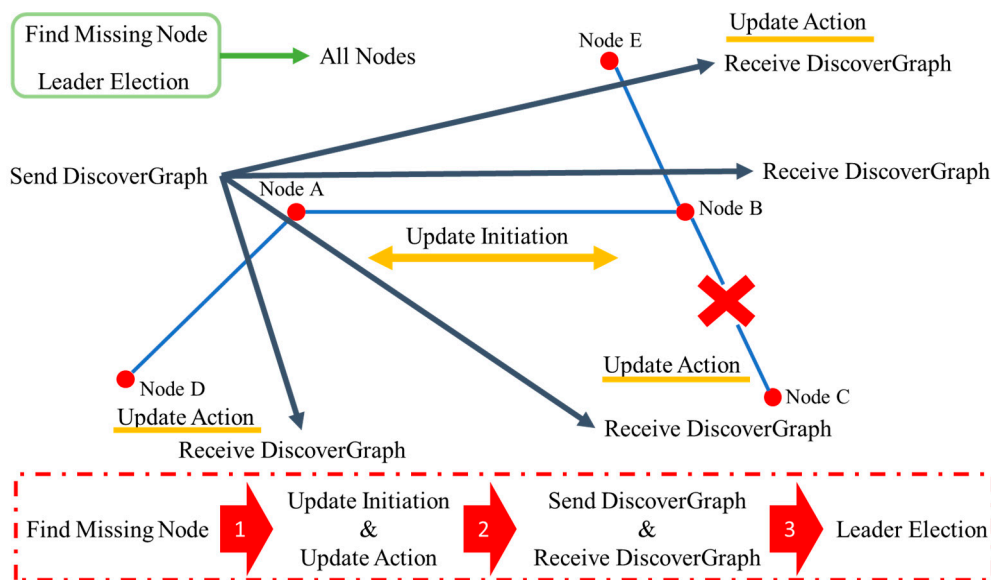 Find Missing Node
Leader Election
All Nodes
Node E
Update Action
Receive DiscoverGraph
Send DiscoverGraph
Node A
Receive DiscoverGraph
Node B
Update Initiation
Update Action
Node D
Node C
Update Action
Receive DiscoverGraph
Receive DiscoverGraph
Find Missing Node
1
Update Initiation
&
Update Action
2
Send DiscoverGraph
&
Receive DiscoverGraph
3
Leader Election